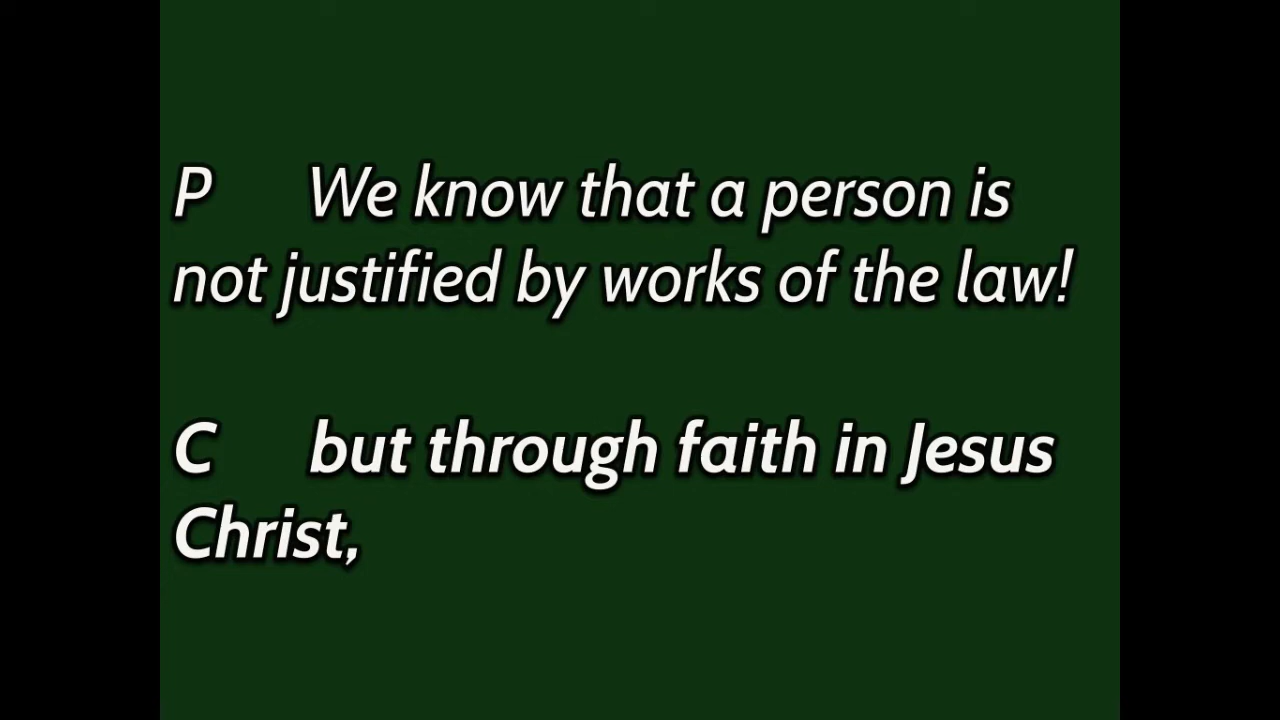 P We know that a person is
not justified by works of the law!
C but through faith in Jesus
Christ,